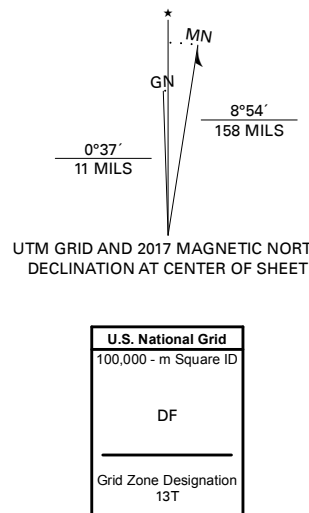 ★
MN
GN
8°54´
158 MILS
0°37´
11 MILS
UTM GRID AND 2017 MAGNETIC NORT
DECLINATION AT CENTER OF SHEET
U.S. National Grid
100,000 - m Square ID
DF
Grid Zone Designation
13T